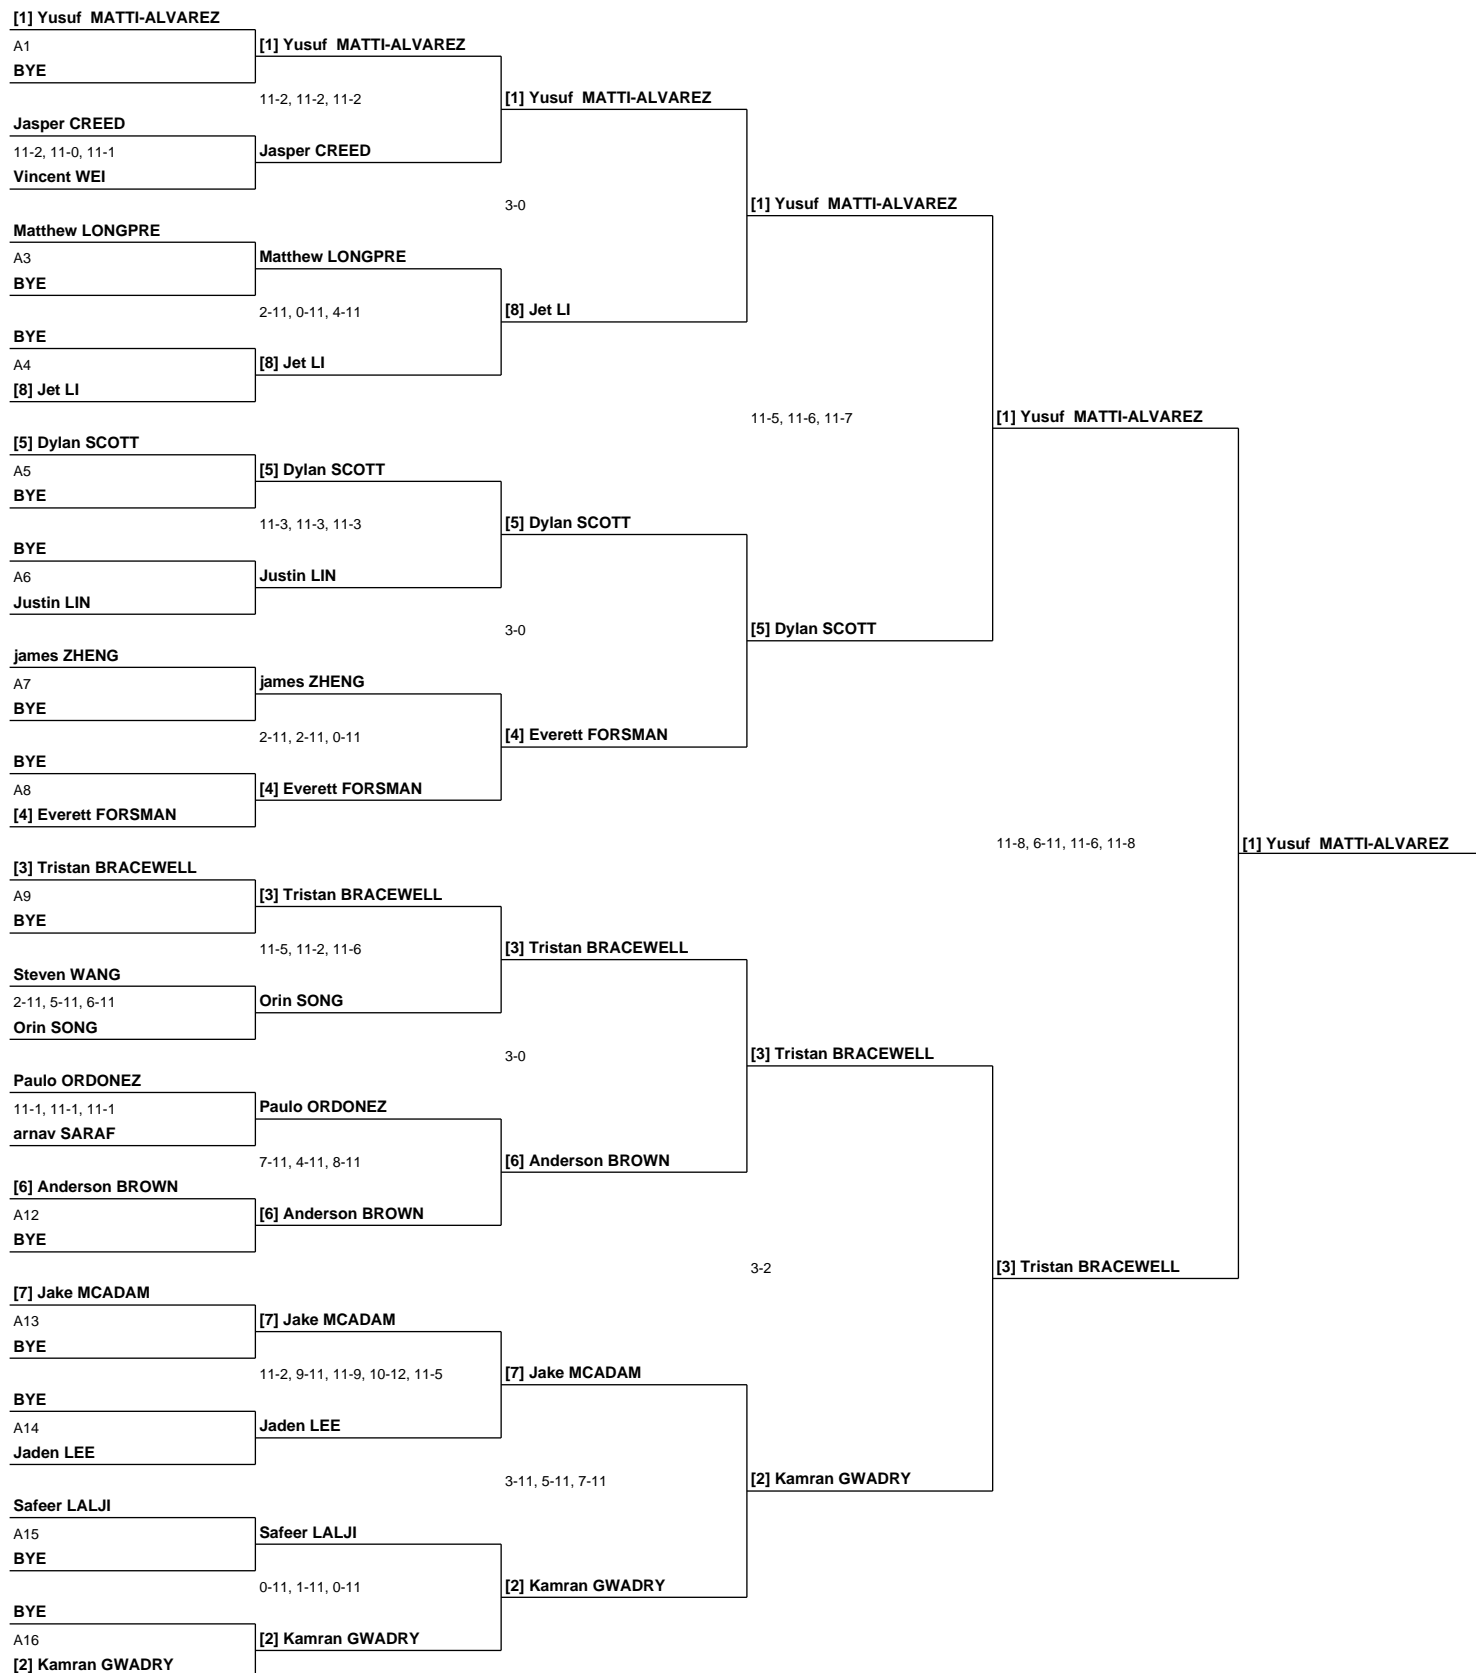 [1] Yusuf  MATTI-ALVAREZ
A1
BYE
[1] Yusuf  MATTI-ALVAREZ
11-2, 11-2, 11-2
[1] Yusuf  MATTI-ALVAREZ
Jasper CREED
11-2, 11-0, 11-1
Vincent WEI
Jasper CREED
3-0
[1] Yusuf  MATTI-ALVAREZ
Matthew LONGPRE
A3
BYE
Matthew LONGPRE
2-11, 0-11, 4-11
[8] Jet LI
BYE
A4
[8] Jet LI
[8] Jet LI
11-5, 11-6, 11-7
[1] Yusuf  MATTI-ALVAREZ
[5] Dylan SCOTT
A5
BYE
[5] Dylan SCOTT
11-3, 11-3, 11-3
[5] Dylan SCOTT
BYE
A6
Justin LIN
Justin LIN
3-0
[5] Dylan SCOTT
james ZHENG
A7
BYE
james ZHENG
2-11, 2-11, 0-11
[4] Everett FORSMAN
BYE
A8
[4] Everett FORSMAN
[4] Everett FORSMAN
11-8, 6-11, 11-6, 11-8
[1] Yusuf  MATTI-ALVAREZ
[3] Tristan BRACEWELL
A9
BYE
[3] Tristan BRACEWELL
11-5, 11-2, 11-6
[3] Tristan BRACEWELL
Steven WANG
2-11, 5-11, 6-11
Orin SONG
Orin SONG
3-0
[3] Tristan BRACEWELL
Paulo ORDONEZ
11-1, 11-1, 11-1
arnav SARAF
Paulo ORDONEZ
7-11, 4-11, 8-11
[6] Anderson BROWN
[6] Anderson BROWN
A12
BYE
[6] Anderson BROWN
3-2
[3] Tristan BRACEWELL
[7] Jake MCADAM
A13
BYE
[7] Jake MCADAM
11-2, 9-11, 11-9, 10-12, 11-5
[7] Jake MCADAM
BYE
A14
Jaden LEE
Jaden LEE
3-11, 5-11, 7-11
[2] Kamran GWADRY
Safeer LALJI
A15
BYE
Safeer LALJI
0-11, 1-11, 0-11
[2] Kamran GWADRY
BYE
A16
[2] Kamran GWADRY
[2] Kamran GWADRY